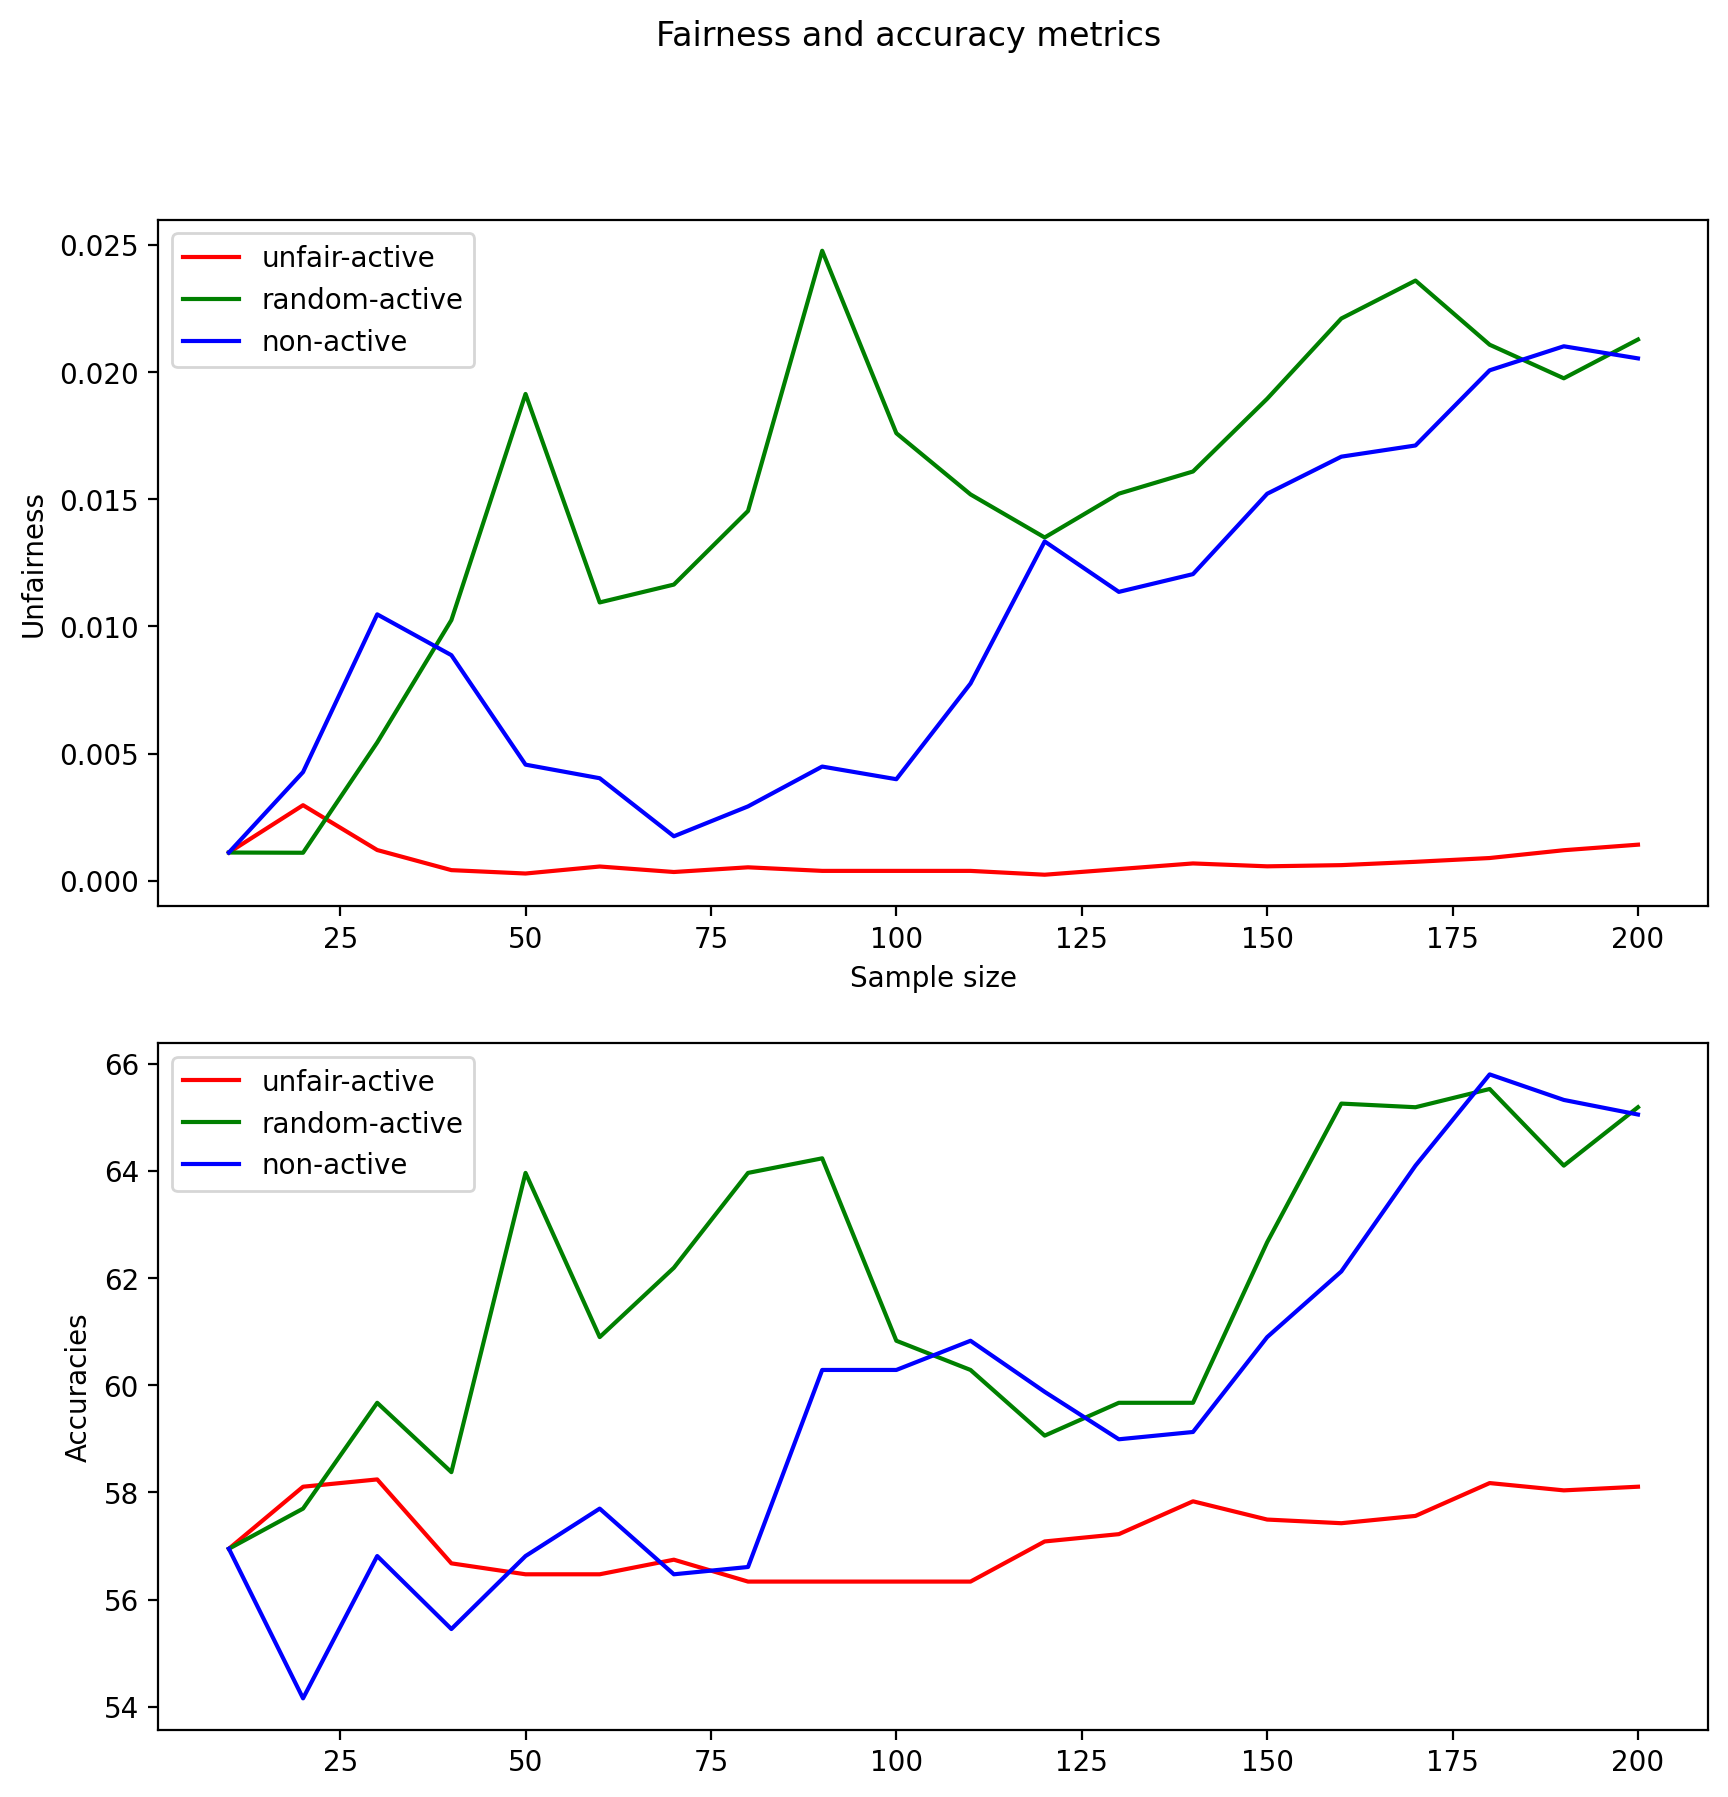 Fairness and accuracy metrics
unfair-active
random-active
non-active
0.025
0.020
0.015
0.010
0.005
0.000
Unfairness
25 50 75 100 125 150 175 200
Sample size
unfair-active
random-active
non-active
66
64
62
60
58
56
54
Accuracies
25 50 75 100 125 150 175 200